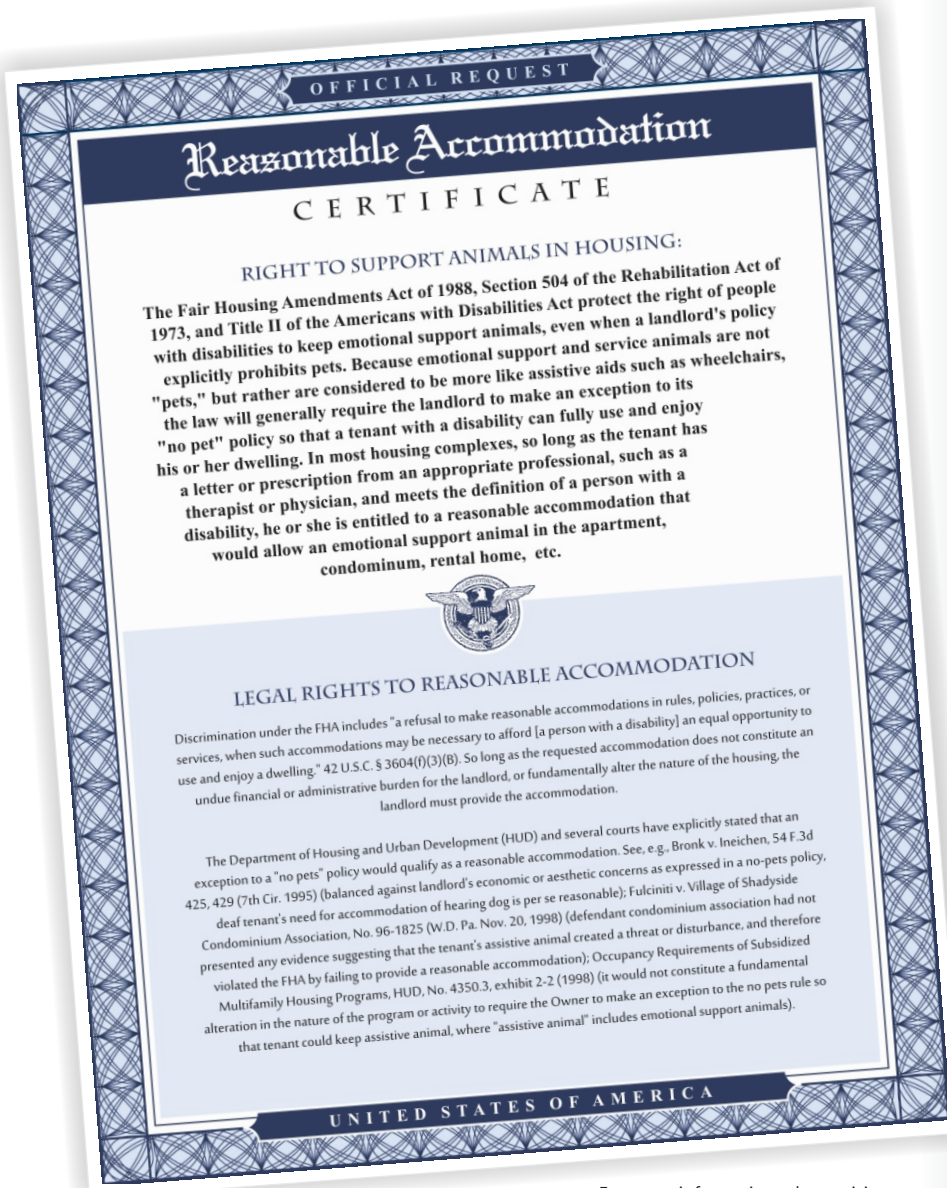 OFFICIAL REQUEST
Reasonable Accommodation
CERTIFICATE
RIGHT TO SUPPORT ANIMALS IN HOUSING:
The Fair Housing Amendments Act of 1988, Section 504 of the Rehabilitation Act of
1973, and Title II of the Americans with Disabilities Act protect the right of people
with disabilities to keep emotional support animals, even when a landlord's policy
explicitly prohibits pets. Because emotional support and service animals are not
"pets," but rather are considered to be more like assistive aids such as wheelchairs,
the law will generally require the landlord to make an exception to its
"no pet" policy so that a tenant with a disability can fully use and enjoy
his or her dwelling. In most housing complexes, so long as the tenant has
a letter or prescription from an appropriate professional, such as a
therapist or physician, and meets the definition of a person with a
disability, he or she is entitled to a reasonable accommodation that
would allow an emotional support animal in the apartment,
condominum, rental home, etc.
LEGAL RIGHTS TO REASONABLE ACCOMMODATION
Discrimination under the FHA includes "a refusal to make reasonable accommodations in rules, policies, practices, or
services, when such accommodations may be necessary to afford [a person with a disability] an equal opportunity to
use and enjoy a dwelling." 42 U.S.C. § 3604(f)(3)(B). So long as the requested accommodation does not constitute an
undue financial or administrative burden for the landlord, or fundamentally alter the nature of the housing, the
landlord must provide the accommodation.
The Department of Housing and Urban Development (HUD) and several courts have explicitly stated that an
exception to a "no pets" policy would qualify as a reasonable accommodation. See, e.g., Bronk v. Ineichen, 54 F.3d
425, 429 (7th Cir. 1995) (balanced against landlord's economic or aesthetic concerns as expressed in a no-pets policy,
deaf tenant's need for accommodation of hearing dog is per se reasonable); Fulciniti v. Village of Shadyside
Condominium Association, No. 96-1825 (W.D. Pa. Nov. 20, 1998) (defendant condominium association had not
presented any evidence suggesting that the tenant's assistive animal created a threat or disturbance, and therefore
violated the FHA by failing to provide a reasonable accommodation); Occupancy Requirements of Subsidized
Multifamily Housing Programs, HUD, No. 4350.3, exhibit 2-2 (1998) (it would not constitute a fundamental
alteration in the nature of the program or activity to require the Owner to make an exception to the no pets rule so
that tenant could keep assistive animal, where "assistive animal" includes emotional support animals).
UNITED STATES OF AMERICA